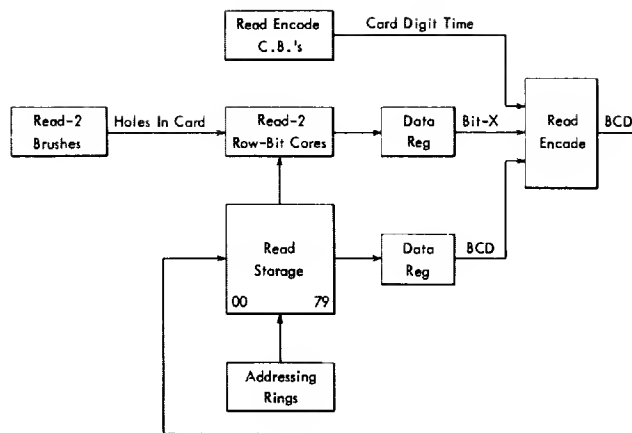 Read Encode
C.B.'s
Card Digit Time
Read-2
Brushes
Holes In Card
Read-2
Row-Bit Cores
Data
Reg
Bit-X
Read
Encode
BCD
Read
Storage
00 79
Data
Reg
BCD
Addressing
Rings